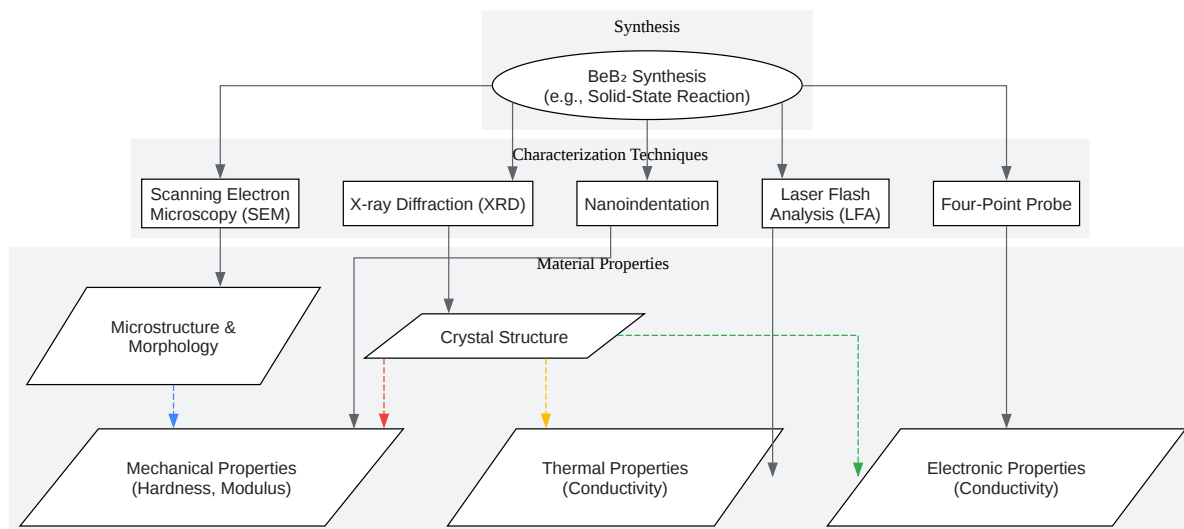 Synthesis
BeB₂ Synthesis
(e.g., Solid-State Reaction)
Characterization Techniques
Scanning Electron
Microscopy (SEM)
X-ray Diffraction (XRD)
Nanoindentation
Laser Flash
Analysis (LFA)
Four-Point Probe
Material Properties
Microstructure &
Morphology
Crystal Structure
Mechanical Properties
(Hardness, Modulus)
Thermal Properties
(Conductivity)
Electronic Properties
(Conductivity)